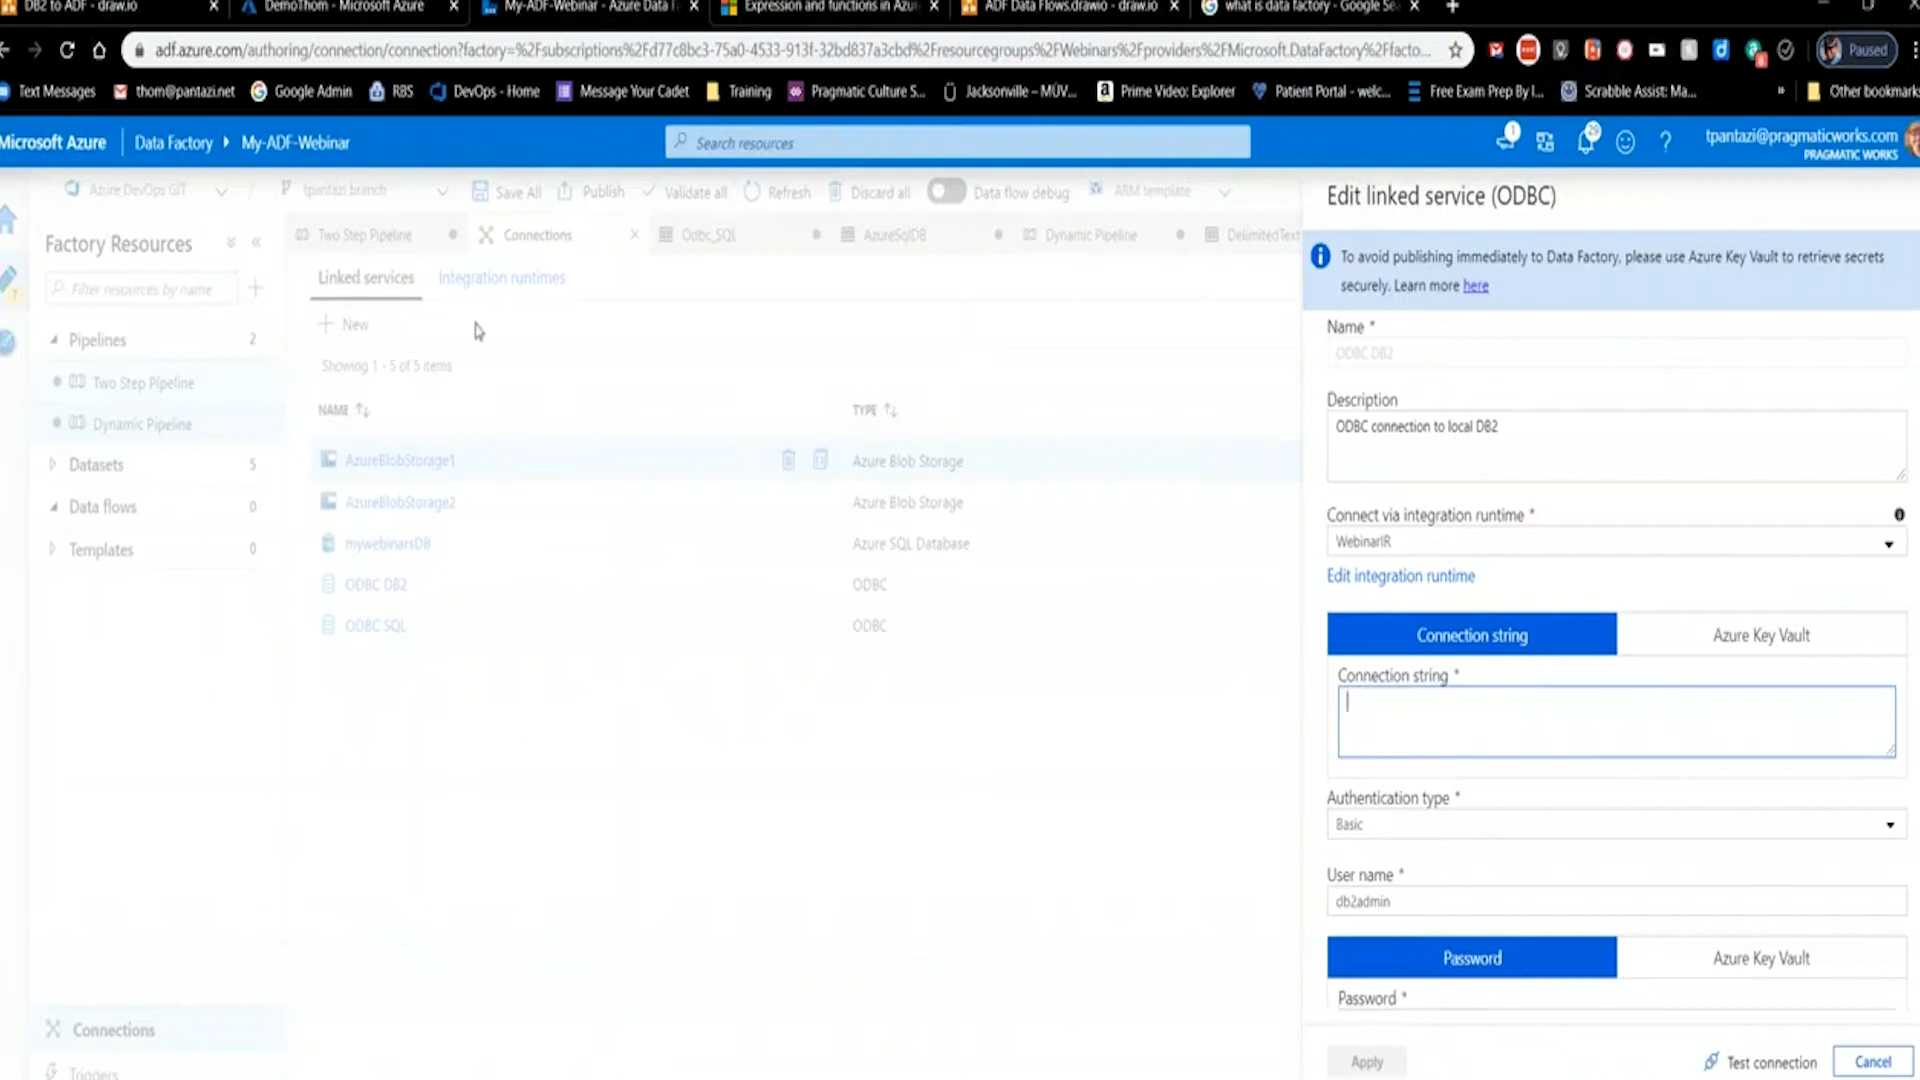 DB2 to ADF - draw.io
DemoThom - Microsoft Azure
My-ADF-Webinar - Azure Data F
Expression and functions in Azur
ADF Data Flows.drawio - draw.io
what is data factory - Google Se
adf.azure.com/authoring/connection/connection?factory=%2Fsubscriptions%2Fd77c8bc3-75a0-4533-913f-32bd837a3cbd%2Fresourcegroups%2FWebinars%2Fproviders%2FMicrosoft.DataFactory%2Ffacto...
Paused
Text Messages
thom@pantazi.net
Google Admin
RBS
DevOps - Home
Message Your Cadet
Training
Pragmatic Culture S...
Jacksonville – MÜV...
Prime Video: Explorer
Patient Portal - welc...
Free Exam Prep By I...
Scrabble Assist: Ma...
»
Other bookmarks
Microsoft Azure
Data Factory
My-ADF-Webinar
Search resources
1
tpantazi@pragmaticworks.com
PRAGMATIC WORKS
Azure DevOps GIT
tpantazi branch
Save All
Publish
Validate all
Refresh
Discard all
Data flow debug
ARM template
Two Step Pipeline
Connections
Odbc_SQL
AzureSqlDB
Dynamic Pipeline
DelimitedText
Factory Resources
Filter resources by name
Pipelines 2
Two Step Pipeline
Dynamic Pipeline
Datasets 5
Data flows 0
Templates 0
Connections
Triggers
Linked services
Integration runtimes
New
Showing 1 - 5 of 5 items
NAME TYPE
AzureBlobStorage1 Azure Blob Storage
AzureBlobStorage2 Azure Blob Storage
mywebinarsDB Azure SQL Database
ODBC DB2 ODBC
ODBC SQL ODBC
Edit linked service (ODBC)
To avoid publishing immediately to Data Factory, please use Azure Key Vault to retrieve secrets
securely. Learn more here
Name *
ODBC DB2
Description
ODBC connection to local DB2
Connect via integration runtime *
WebinarIR
Edit integration runtime
Connection string
Azure Key Vault
Connection string *
Authentication type *
Basic
User name *
db2admin
Password
Azure Key Vault
Password *
Apply
Test connection
Cancel